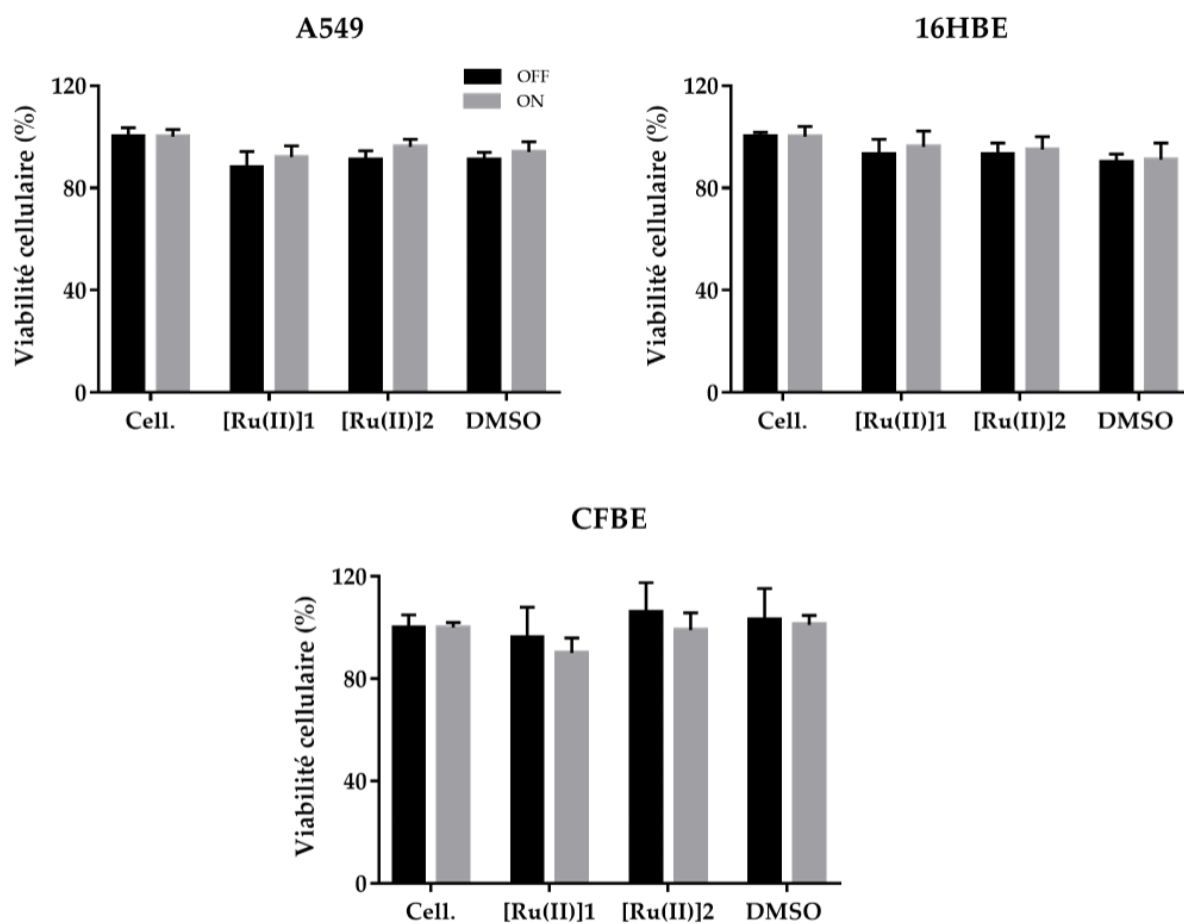 A549
OFF
ON
Viabilité cellulaire (%)
120
80
40
0
Cell. [Ru(II)]1 [Ru(II)]2 DMSO
16HBE
Viabilité cellulaire (%)
120
80
40
0
Cell. [Ru(II)]1 [Ru(II)]2 DMSO
CFBE
Viabilité cellulaire (%)
120
80
40
0
Cell. [Ru(II)]1 [Ru(II)]2 DMSO